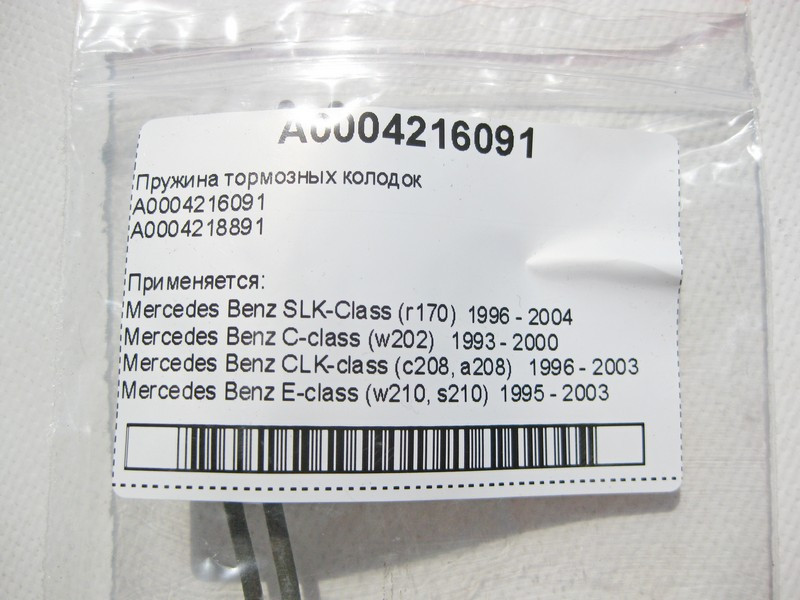 A0004216091
Пружина тормозных колодок
A0004216091
A0004218891
Применяется:
Mercedes Benz SLK-Class (r170) 1996 - 2004
Mercedes Benz C-class (w202) 1993 - 2000
Mercedes Benz CLK-class (c208, a208) 1996 - 2003
Mercedes Benz E-class (w210, s210) 1995 - 2003